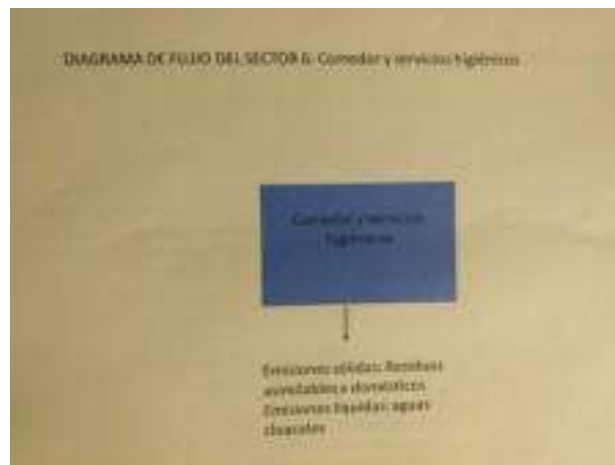 DIAGRAMA DE FUJIO DEL SECTOR 6: Comedor y servicios higiénicos
Comedor y servicios
higiénicos
Emisiones sólidas: Residuos
asimilables a domésticos
Emisiones líquidas: aguas
cloacales